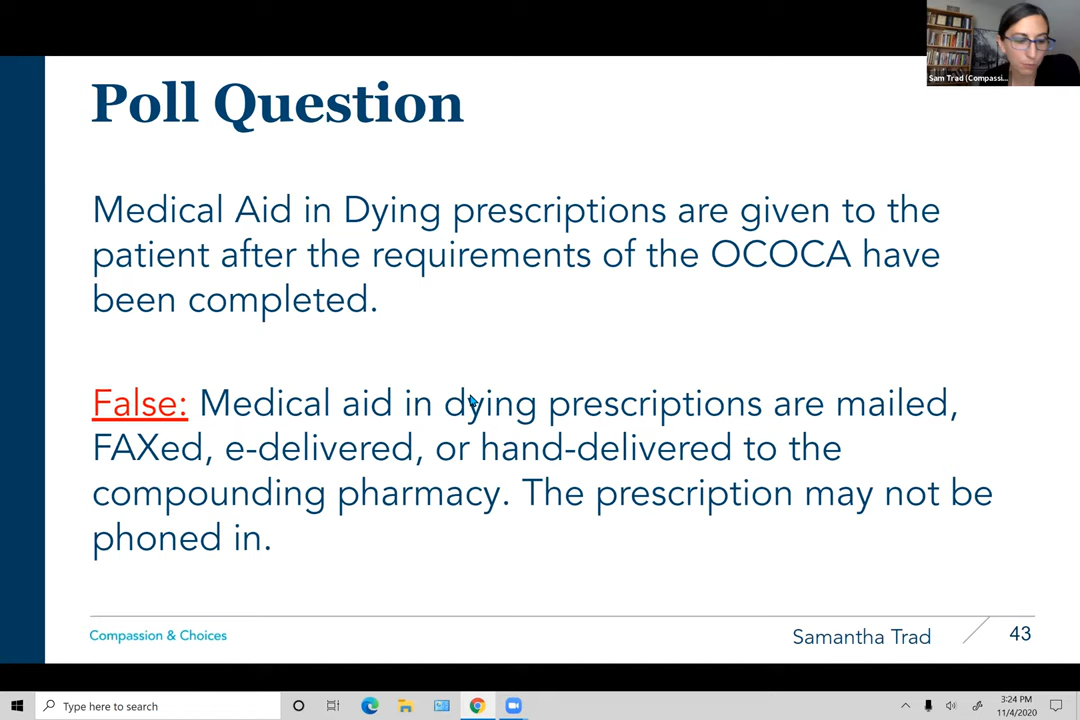 Sam Trad (Compassi...
Poll Question
Medical Aid in Dying prescriptions are given to the
patient after the requirements of the OCOCA have
been completed.
False: Medical aid in dying prescriptions are mailed,
FAXed, e-delivered, or hand-delivered to the
compounding pharmacy. The prescription may not be
phoned in.
Compassion & Choices
Samantha Trad
43
Type here to search
3:24 PM
11/4/2020